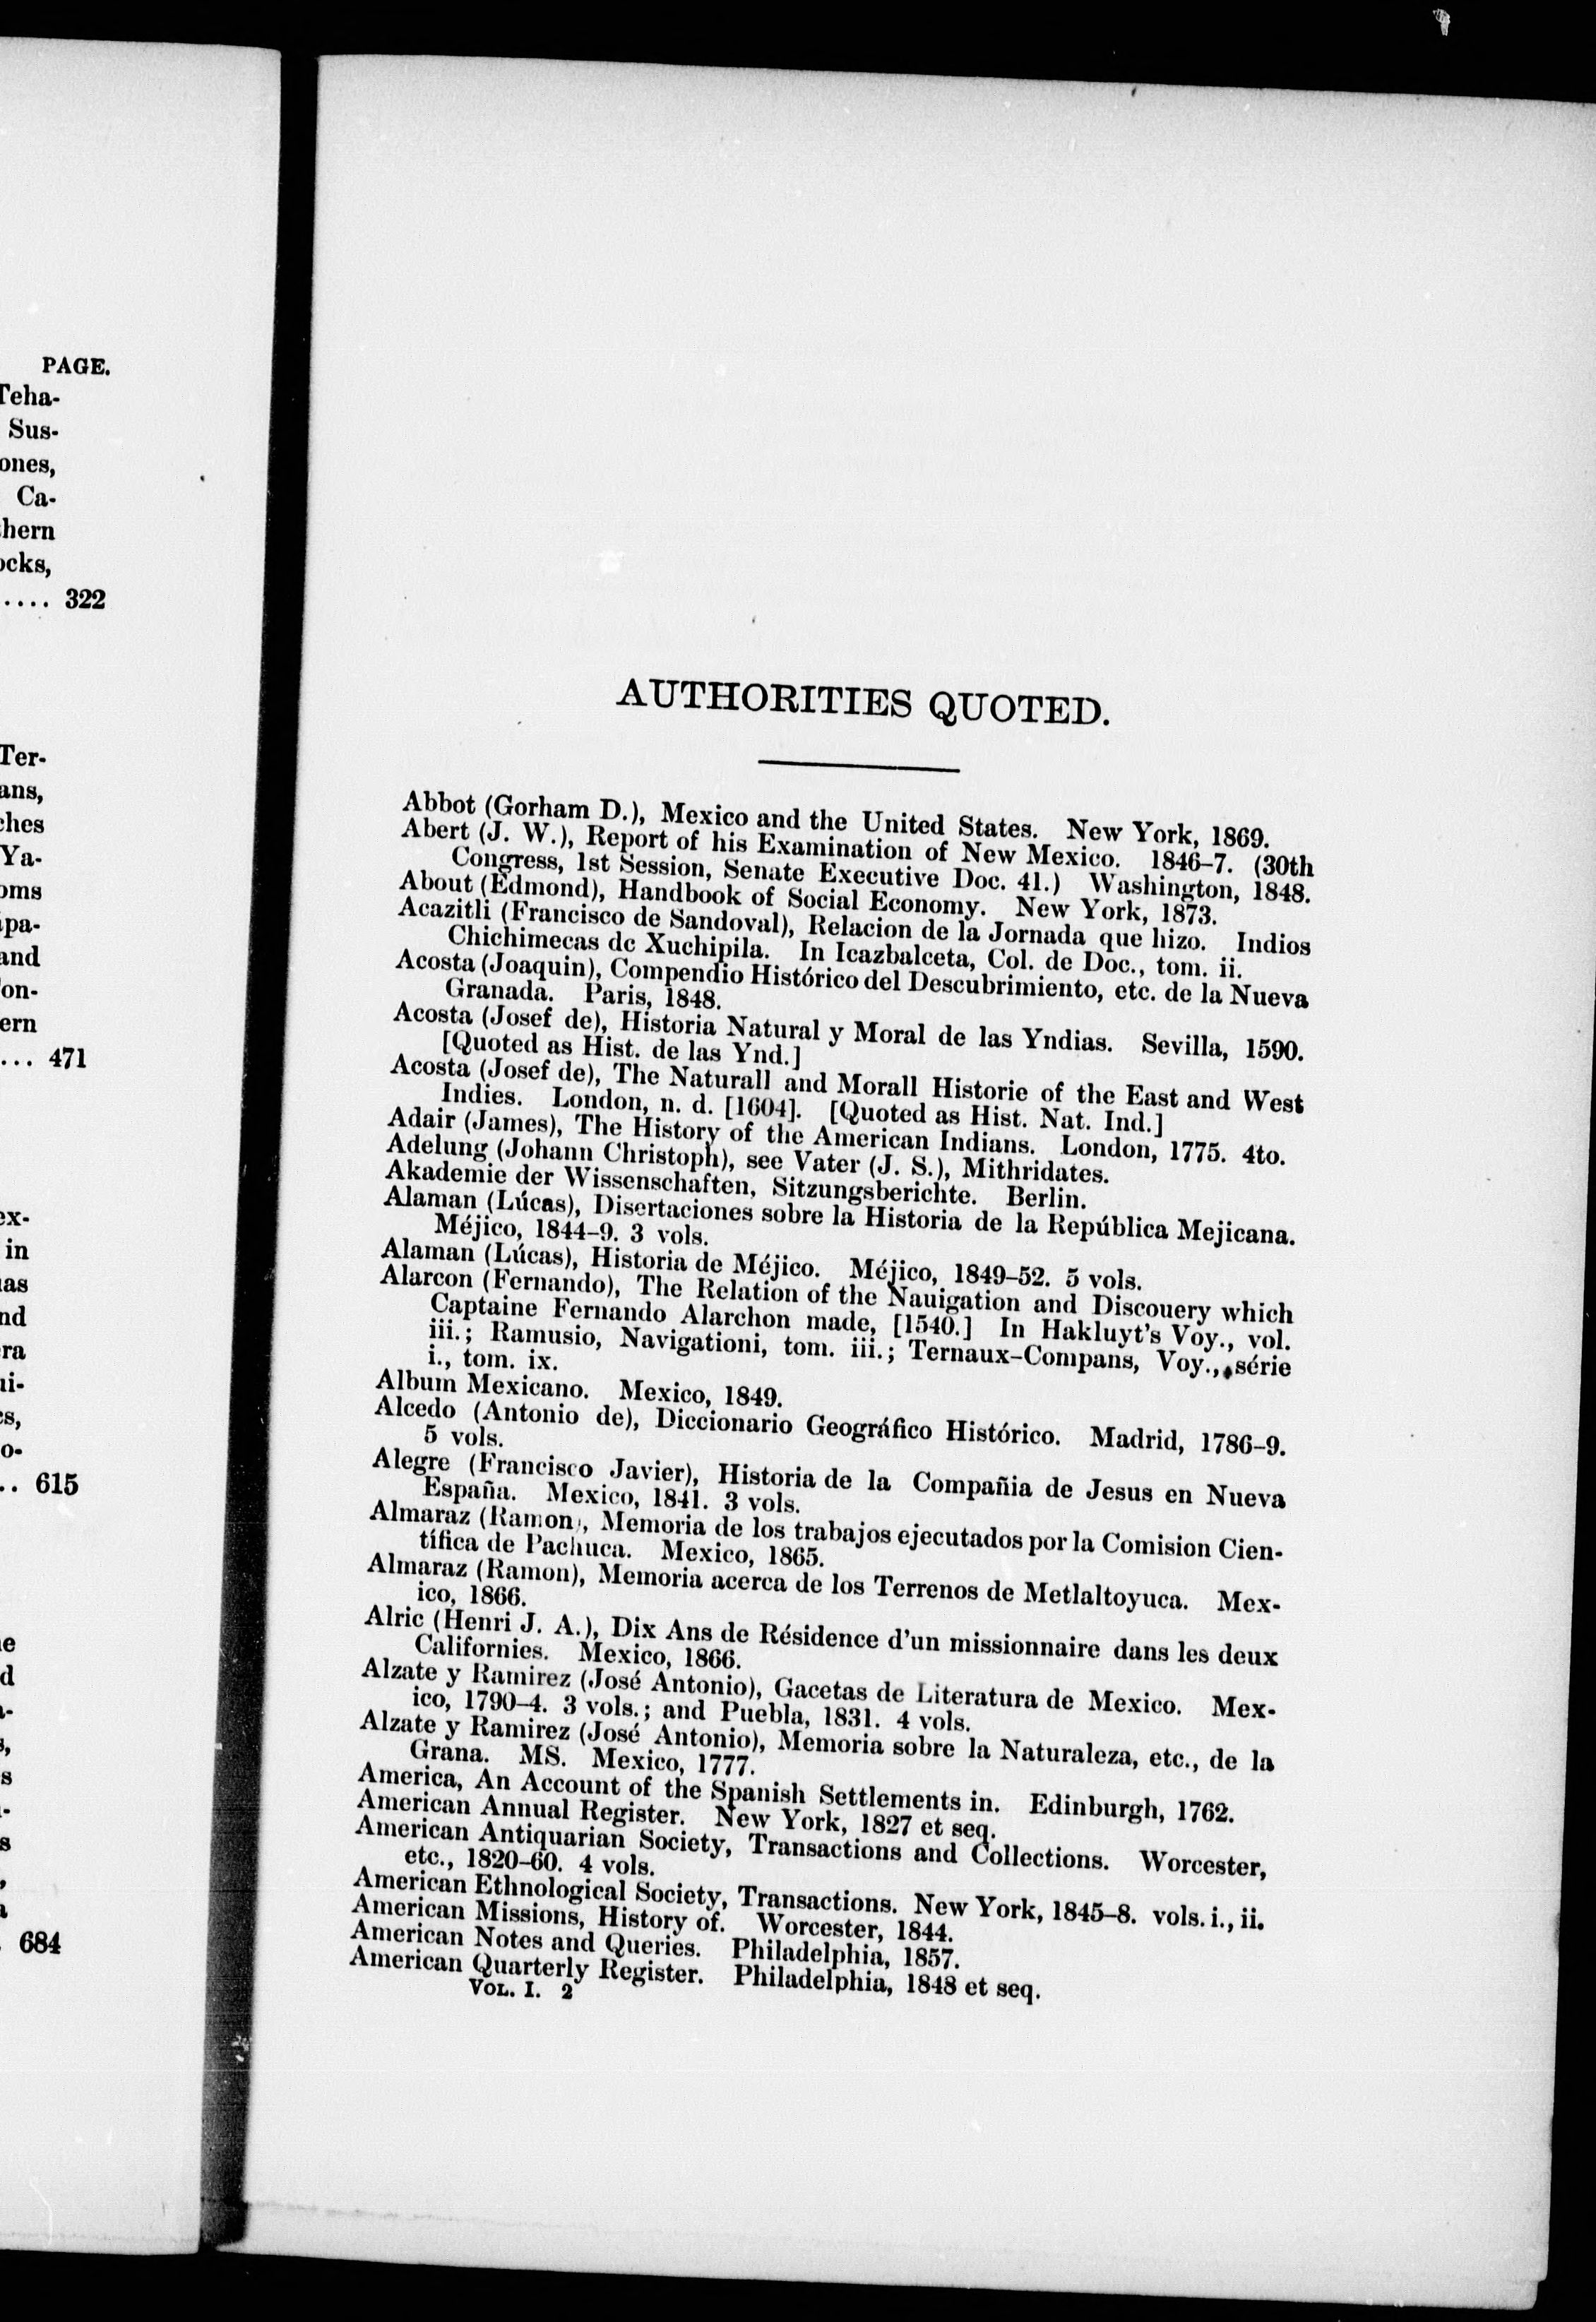 PAGE.
Teha-
Sus-
ones,
Ca-
hern
ocks,
.... 322
Ter-
ans,
ches
Ya-
oms
ipa-
and
on-
ern
... 471
ex-
in
as
nd
ra
ui-
es,
o-
.. 615
e
d
a-
s,
s
-
s
,
a
. 684
AUTHORITIES QUOTED.
Abbot (Gorham D.), Mexico and the United States. New York, 1869.
Abert (J. W.), Report of his Examination of New Mexico. 1846–7. (30th
Congress, 1st Session, Senate Executive Doc. 41.) Washington, 1848.
About (Edmond), Handbook of Social Economy. New York, 1873.
Acazitli (Francisco de Sandoval), Relacion de la Jornada que hizo. Indios
Chichimecas de Xuchipila. In Icazbalceta, Col. de Doc., tom. ii.
Acosta (Joaquin), Compendio Histórico del Descubrimiento, etc. de la Nueva
Granada. Paris, 1848.
Acosta (Josef de), Historia Natural y Moral de las Yndias. Sevilla, 1590.
[Quoted as Hist. de las Ynd.]
Acosta (Josef de), The Naturall and Morall Historie of the East and West
Indies. London, n. d. [1604]. [Quoted as Hist. Nat. Ind.]
Adair (James), The History of the American Indians. London, 1775. 4to.
Adelung (Johann Christoph), see Vater (J. S.), Mithridates.
Akademie der Wissenschaften, Sitzungsberichte. Berlin.
Alaman (Lúcas), Disertaciones sobre la Historia de la República Mejicana.
Méjico, 1844–9. 3 vols.
Alaman (Lúcas), Historia de Méjico. Méjico, 1849–52. 5 vols.
Alarcon (Fernando), The Relation of the Nauigation and Discouery which
Captaine Fernando Alarchon made, [1540.] In Hakluyt's Voy., vol.
iii.; Ramusio, Navigationi, tom. iii.; Ternaux-Compans, Voy., série
i., tom. ix.
Album Mexicano. Mexico, 1849.
Alcedo (Antonio de), Diccionario Geográfico Histórico. Madrid, 1786–9.
5 vols.
Alegre (Francisco Javier), Historia de la Compañia de Jesus en Nueva
España. Mexico, 1841. 3 vols.
Almaraz (Ramon), Memoria de los trabajos ejecutados por la Comision Cien-
tífica de Pachuca. Mexico, 1865.
Almaraz (Ramon), Memoria acerca de los Terrenos de Metlaltoyuca. Mex-
ico, 1866.
Alric (Henri J. A.), Dix Ans de Résidence d'un missionnaire dans les deux
Californies. Mexico, 1866.
Alzate y Ramirez (José Antonio), Gacetas de Literatura de Mexico. Mex-
ico, 1790–4. 3 vols.; and Puebla, 1831. 4 vols.
Alzate y Ramirez (José Antonio), Memoria sobre la Naturaleza, etc., de la
Grana. MS. Mexico, 1777.
America, An Account of the Spanish Settlements in. Edinburgh, 1762.
American Annual Register. New York, 1827 et seq.
American Antiquarian Society, Transactions and Collections. Worcester,
etc., 1820–60. 4 vols.
American Ethnological Society, Transactions. New York, 1845–8. vols. i., ii.
American Missions, History of. Worcester, 1844.
American Notes and Queries. Philadelphia, 1857.
American Quarterly Register. Philadelphia, 1848 et seq.
VOL. I. 2